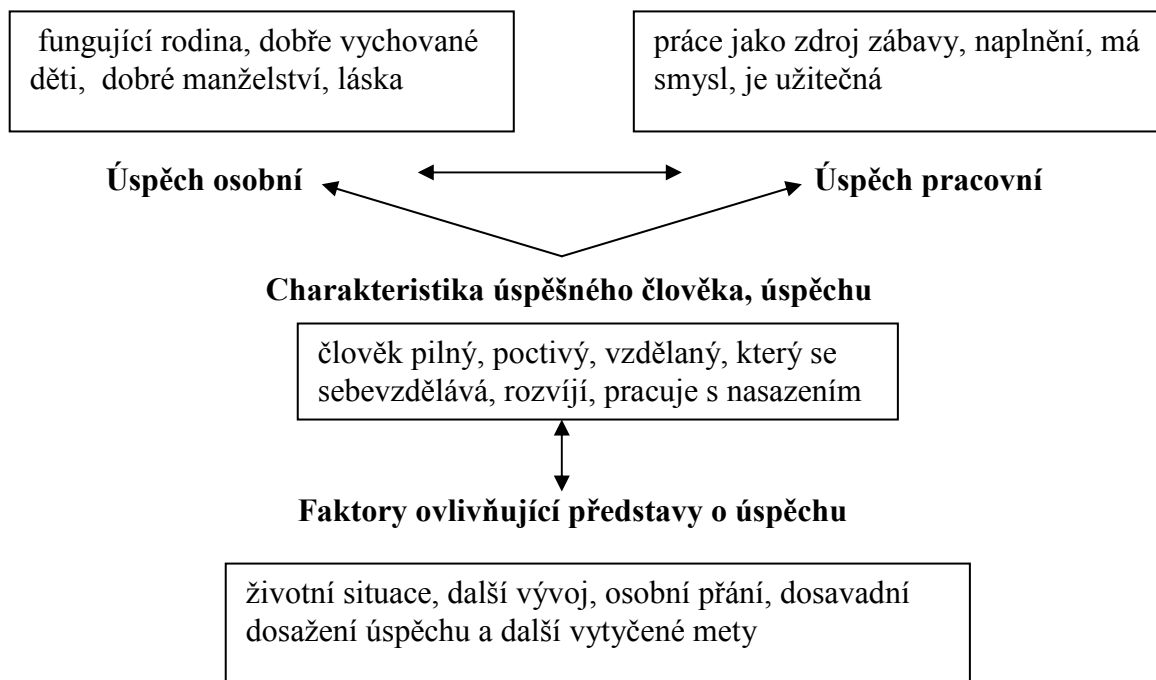 fungující rodina, dobře vychované
děti, dobré manželství, láska
práce jako zdroj zábavy, naplnění, má
smysl, je užitečná
Úspěch osobní
Úspěch pracovní
Charakteristika úspěšného člověka, úspěchu
člověk pilný, poctivý, vzdělaný, který se
sebevzdělává, rozvíjí, pracuje s nasazením
Faktory ovlivňující představy o úspěchu
životní situace, další vývoj, osobní přání, dosavadní
dosažení úspěchu a další vytyčené mety